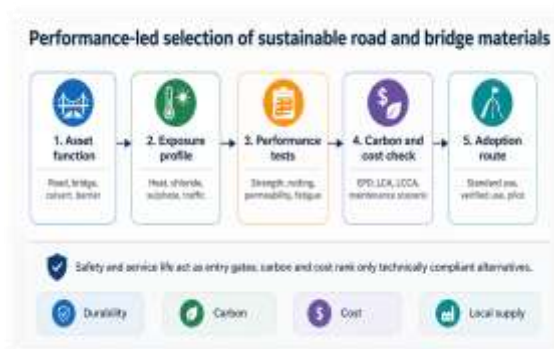 Performance-led selection of sustainable road and bridge materials
1. Asset
function
Road, bridge,
culvert, barrier
2. Exposure
profile
Heat, chloride,
sulphate, traffic
3. Performance
tests
Strength, rutting,
permeability, fatigue
4. Carbon and
cost check
EPD, LCA, LCCA,
maintenance scenario
5. Adoption
route
Standard use,
verified use, pilot
Safety and service life act as entry gates, carbon and cost rank only technically compliant alternatives.
Durability
Carbon
Cost
Local supply